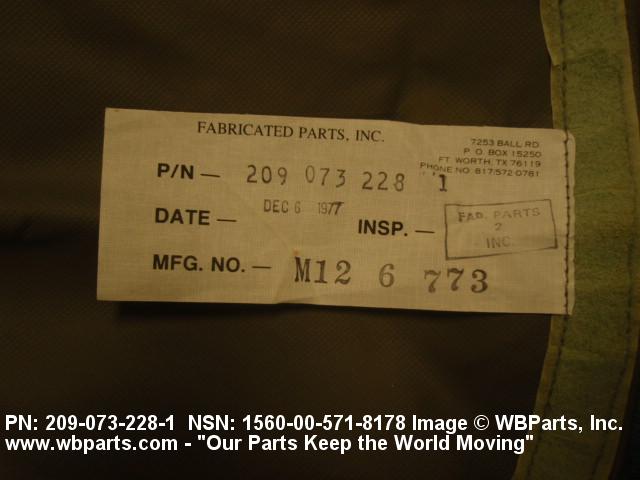 FABRICATED PARTS, INC.
7253 BALL RD.
P. O. BOX 15250
FT. WORTH, TX 76119
PHONE NO. 817/572-0781
P/N — 209 073 228 1
DATE — DEC 6 1977
INSP. — FAB. PARTS
2
INC.
MFG. NO. — M12 6 773
PN: 209-073-228-1 NSN: 1560-00-571-8178 Image © WBParts, Inc.
www.wbparts.com - "Our Parts Keep the World Moving"